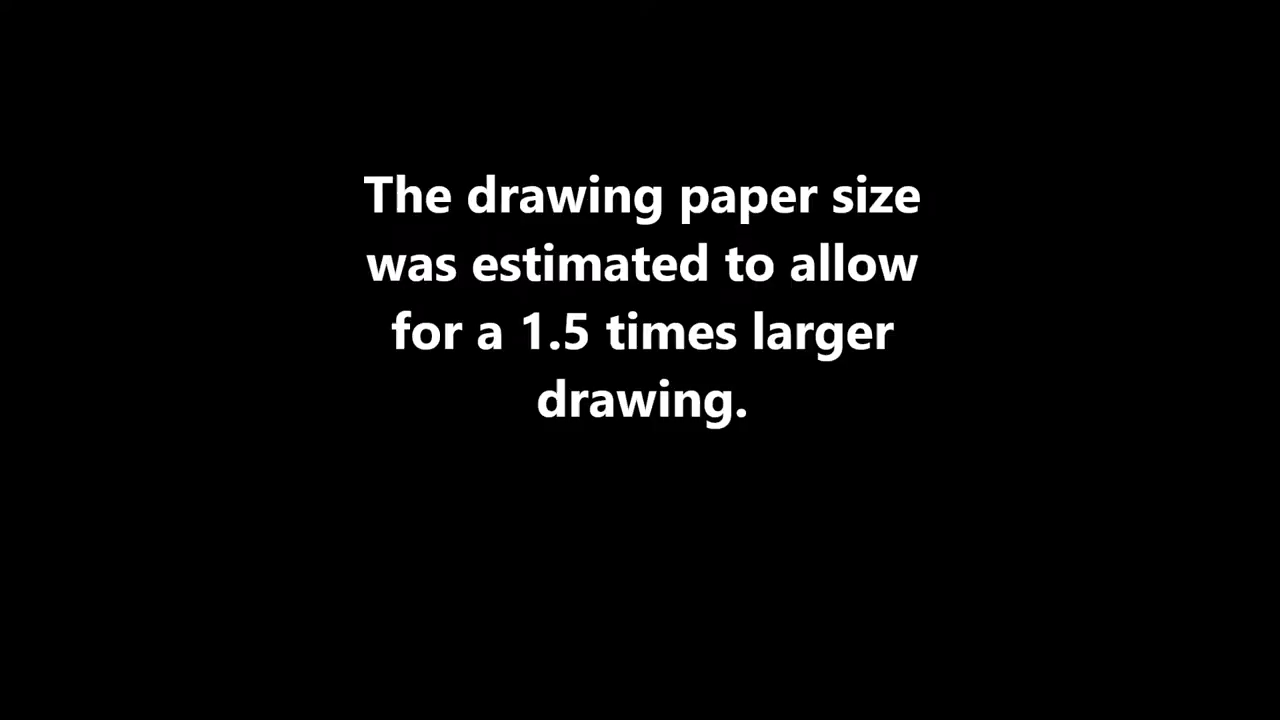 The drawing paper size
was estimated to allow
for a 1.5 times larger
drawing.